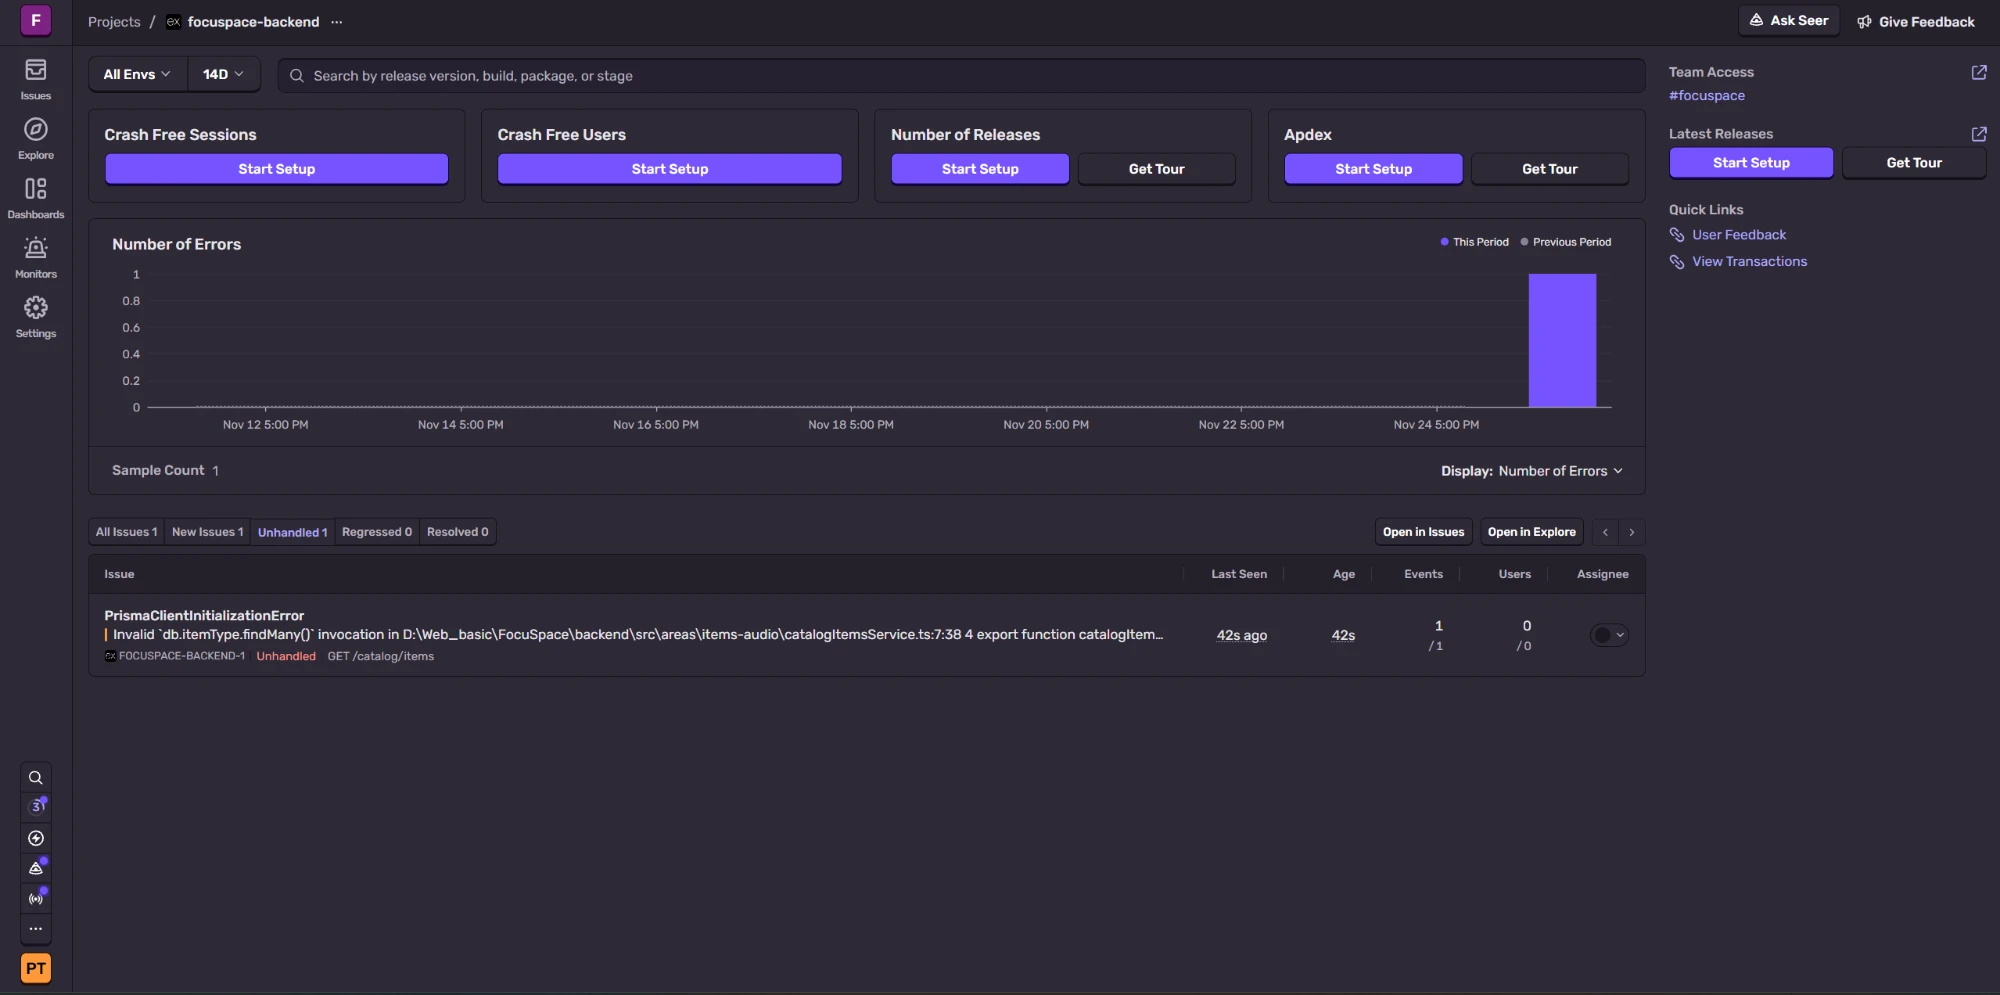 F
Projects / ex focuspace-backend ...
Ask Seer
Give Feedback
Issues
Explore
Dashboards
Monitors
Settings
3
...
PT
All Envs
14D
Search by release version, build, package, or stage
Crash Free Sessions
Start Setup
Crash Free Users
Start Setup
Number of Releases
Start Setup Get Tour
Apdex
Start Setup Get Tour
Number of Errors
This Period Previous Period
1
0.8
0.6
0.4
0.2
0
Nov 12 5:00 PM Nov 14 5:00 PM Nov 16 5:00 PM Nov 18 5:00 PM Nov 20 5:00 PM Nov 22 5:00 PM Nov 24 5:00 PM
Sample Count 1
Display: Number of Errors
All Issues 1 New Issues 1 Unhandled 1 Regressed 0 Resolved 0
Open in Issues Open in Explore
Issue Last Seen Age Events Users Assignee
PrismaClientInitializationError
Invalid `db.itemType.findMany()` invocation in D:\Web_basic\FocuSpace\backend\src\areas\items-audio\catalogItemsService.ts:7:38 4 export function catalogItem…
ex FOCUSPACE-BACKEND-1 Unhandled GET /catalog/items
42s ago
42s
1
/ 1
0
/ 0
Team Access
#focuspace
Latest Releases
Start Setup Get Tour
Quick Links
User Feedback
View Transactions